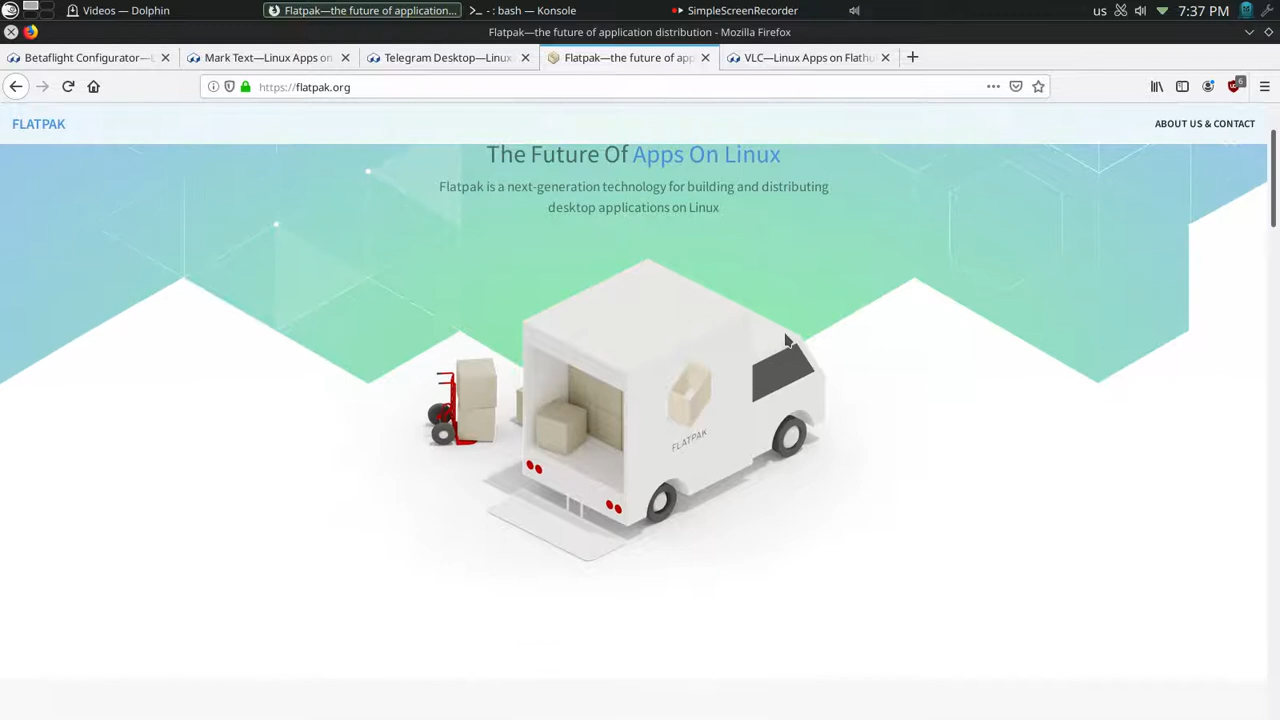 Videos — Dolphin
Flatpak—the future of application...
- : bash — Konsole
SimpleScreenRecorder
us
7:37 PM
Flatpak—the future of application distribution - Mozilla Firefox
Betaflight Configurator—L
Mark Text—Linux Apps on
Telegram Desktop—Linux
Flatpak—the future of app
VLC—Linux Apps on Flathu
https://flatpak.org
6
FLATPAK
ABOUT US & CONTACT
The Future Of Apps On Linux
Flatpak is a next-generation technology for building and distributing
desktop applications on Linux
FLATPAK